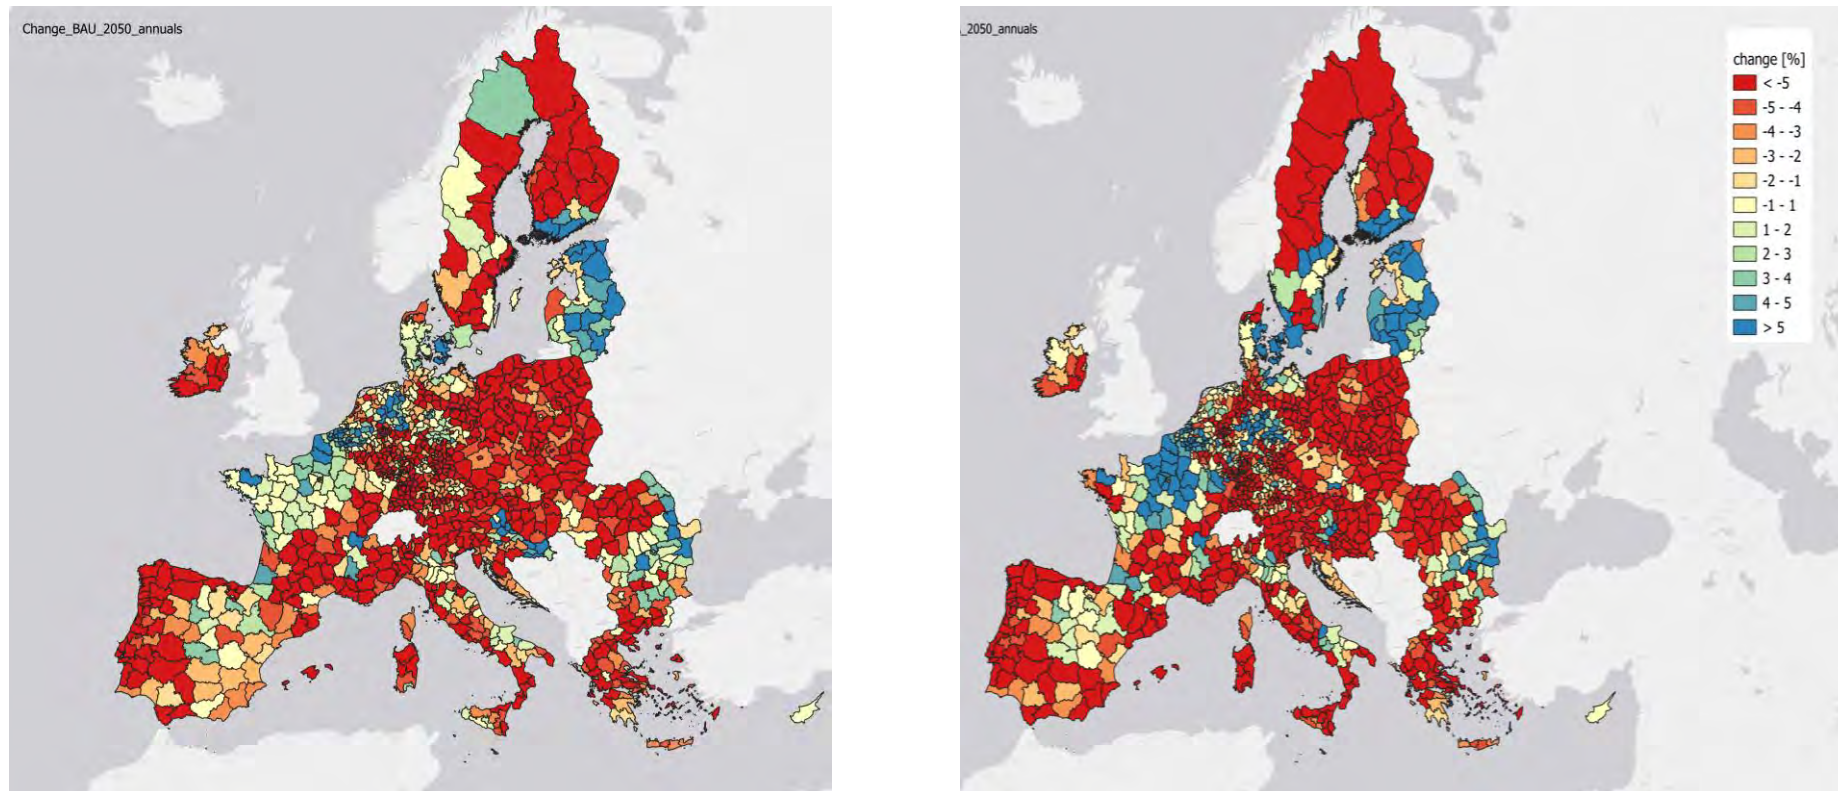 Change_BAU_2050_annuals
_2050_annuals
change [%]
< -5
-5 - -4
-4 - -3
-3 - -2
-2 - -1
-1 - 1
1 - 2
2 - 3
3 - 4
4 - 5
> 5